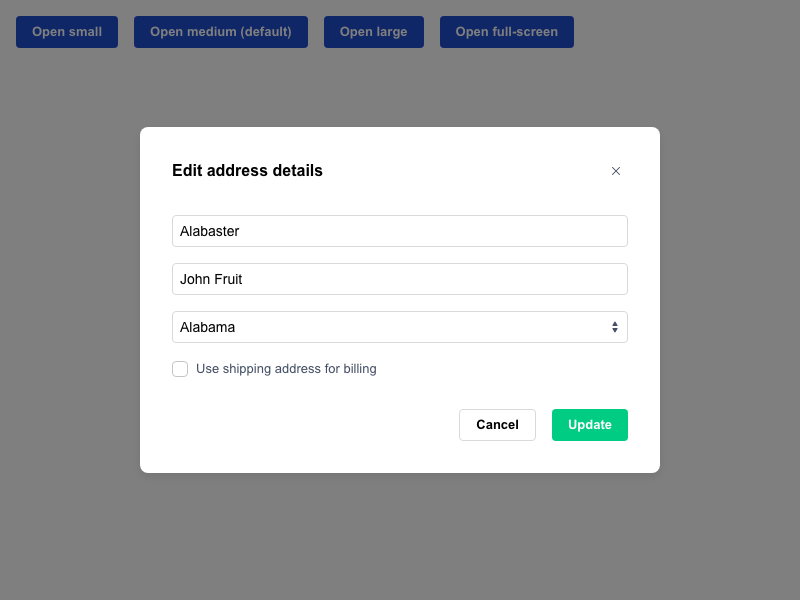 Open small Open medium (default) Open large Open full-screen
Edit address details
Alabaster
John Fruit
Alabama
Use shipping address for billing
Cancel Update